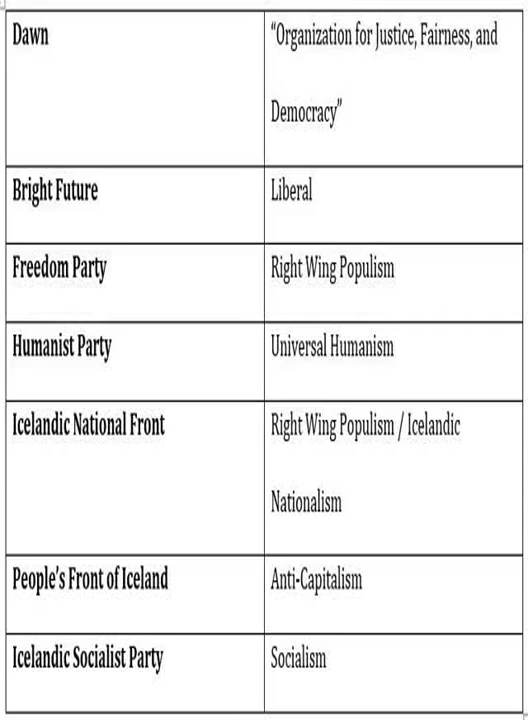 Dawn
“Organization for Justice, Fairness, and
Democracy”
Bright Future
Liberal
Freedom Party
Right Wing Populism
Humanist Party
Universal Humanism
Icelandic National Front
Right Wing Populism / Icelandic
Nationalism
People’s Front of Iceland
Anti-Capitalism
Icelandic Socialist Party
Socialism